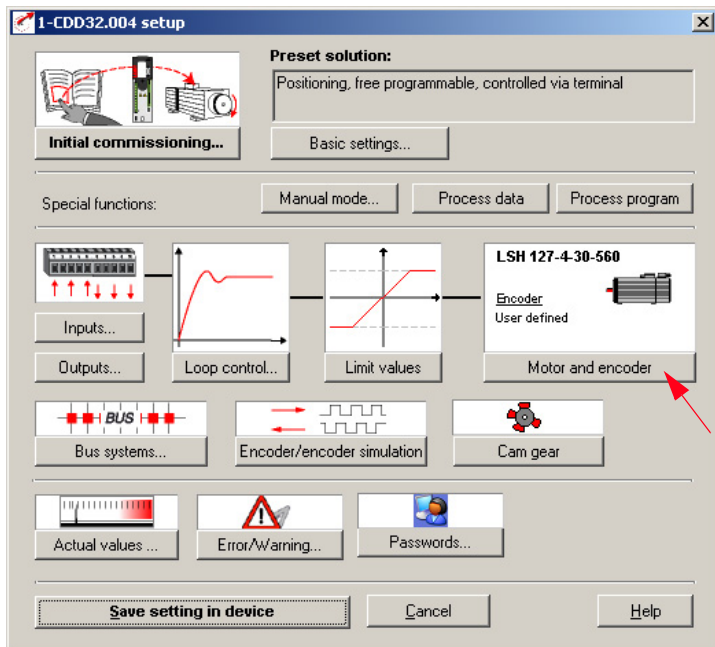 1-CDD32.004 setup
Preset solution:
Positioning, free programmable, controlled via terminal
Initial commissioning...
Basic settings...
Special functions:
Manual mode...
Process data
Process program
LSH 127-4-30-560
Encoder
User defined
Inputs...
Outputs...
Loop control...
Limit values
Motor and encoder
BUS
Bus systems...
Encoder/encoder simulation
Cam gear
Actual values ...
Error/Warning...
Passwords...
Save setting in device
Cancel
Help